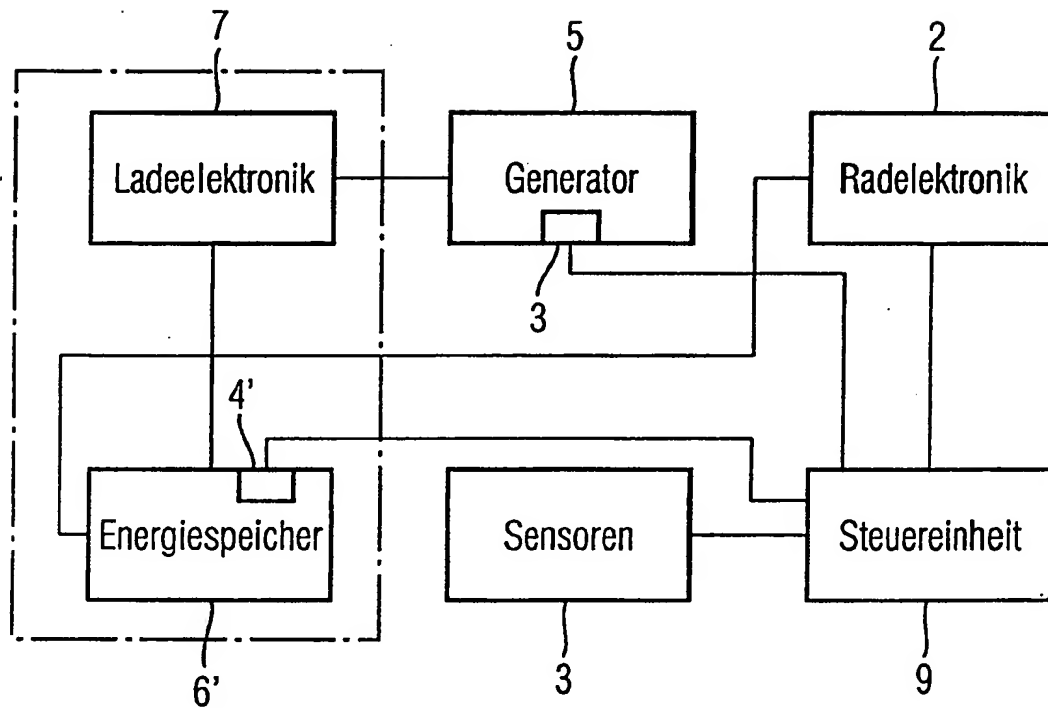 7
5
2
Ladeelektronik
Generator
Radelektronik
3
4'
Energiespeicher
Sensoren
Steuereinheit
6'
3
9